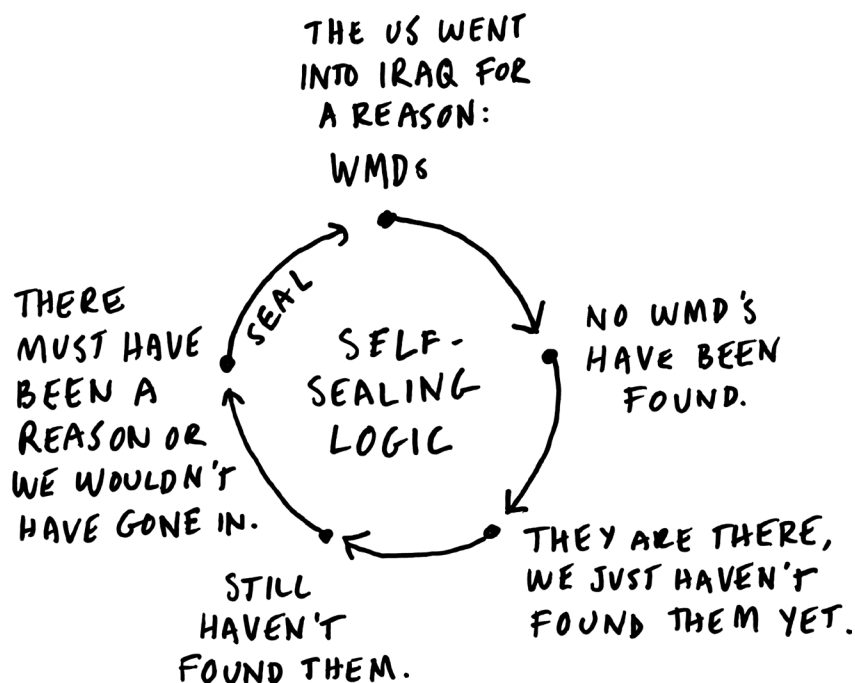 THE US WENT
INTO IRAQ FOR
A REASON:
WMDs
NO WMD'S
HAVE BEEN
FOUND.
THEY ARE THERE,
WE JUST HAVEN'T
FOUND THEM YET.
STILL
HAVEN'T
FOUND THEM.
THERE
MUST HAVE
BEEN A
REASON OR
WE WOULDN'T
HAVE GONE IN.
SEAL
SELF-
SEALING
LOGIC